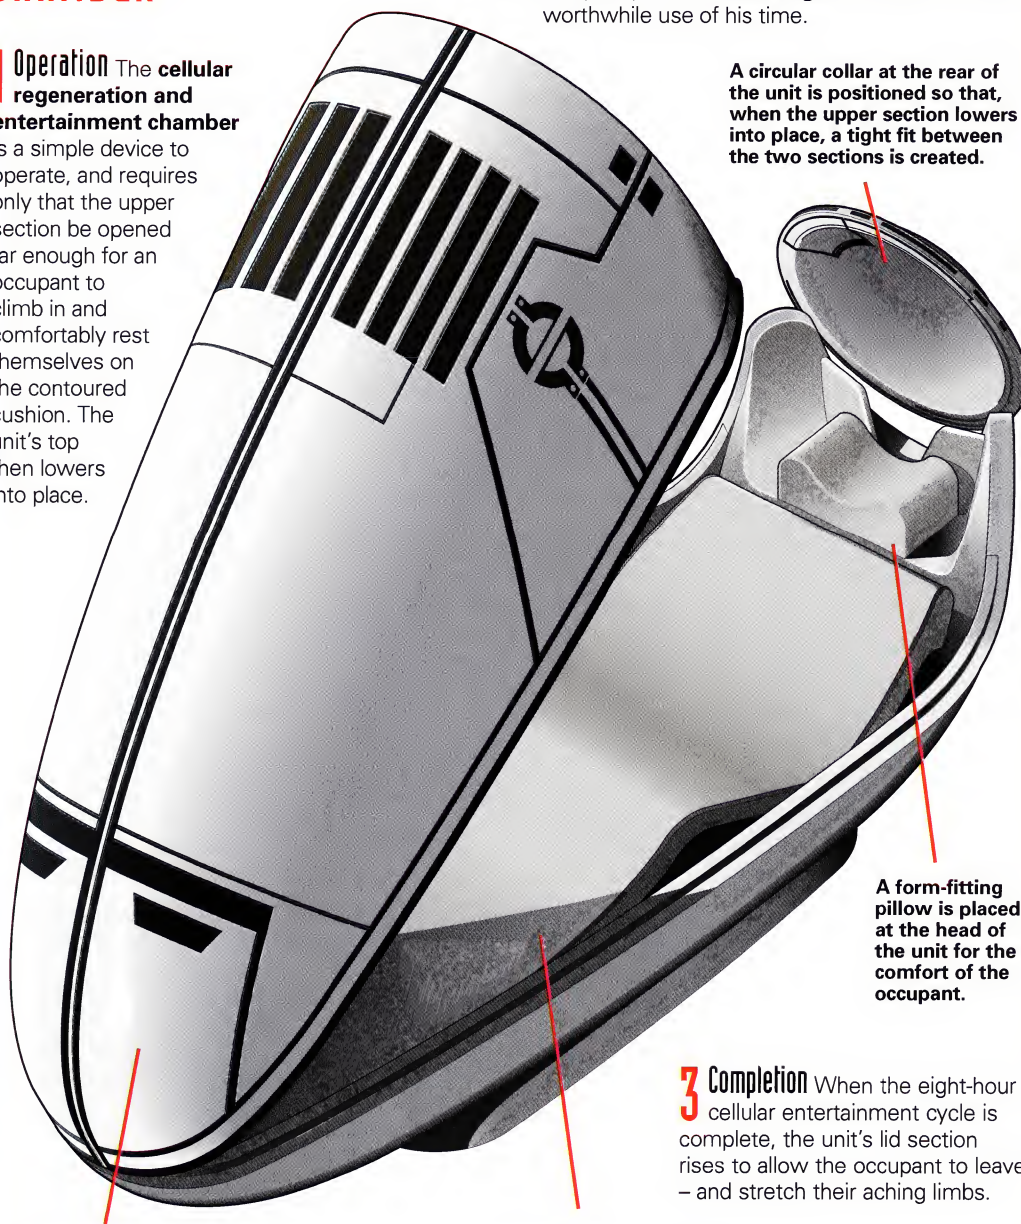 worthwhile use of his time.
1 Operation The cellular
regeneration and
entertainment chamber
is a simple device to
operate, and requires
only that the upper
section be opened
far enough for an
occupant to
climb in and
comfortably rest
themselves on
the contoured
cushion. The
unit's top
then lowers
into place.
A circular collar at the rear of
the unit is positioned so that,
when the upper section lowers
into place, a tight fit between
the two sections is created.
A form-fitting
pillow is placed
at the head of
the unit for the
comfort of the
occupant.
3 Completion When the eight-hour
cellular entertainment cycle is
complete, the unit's lid section
rises to allow the occupant to leave
– and stretch their aching limbs.